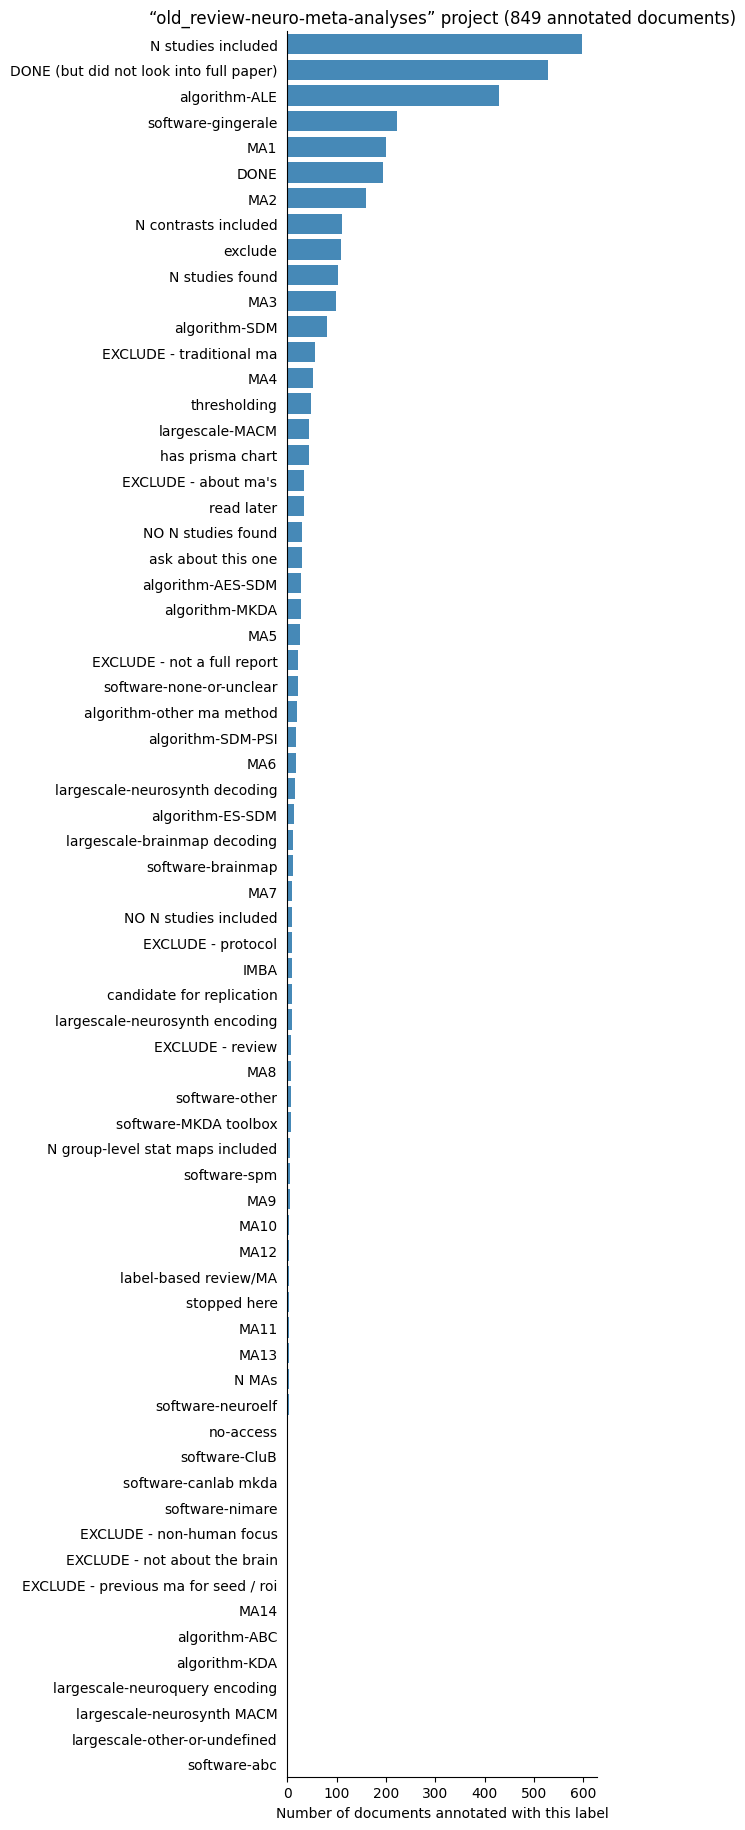 “old_review-neuro-meta-analyses” project (849 annotated documents)
N studies included
DONE (but did not look into full paper)
algorithm-ALE
software-gingerale
MA1
DONE
MA2
N contrasts included
exclude
N studies found
MA3
algorithm-SDM
EXCLUDE - traditional ma
MA4
thresholding
largescale-MACM
has prisma chart
EXCLUDE - about ma's
read later
NO N studies found
ask about this one
algorithm-AES-SDM
algorithm-MKDA
MA5
EXCLUDE - not a full report
software-none-or-unclear
algorithm-other ma method
algorithm-SDM-PSI
MA6
largescale-neurosynth decoding
algorithm-ES-SDM
largescale-brainmap decoding
software-brainmap
MA7
NO N studies included
EXCLUDE - protocol
IMBA
candidate for replication
largescale-neurosynth encoding
EXCLUDE - review
MA8
software-other
software-MKDA toolbox
N group-level stat maps included
software-spm
MA9
MA10
MA12
label-based review/MA
stopped here
MA11
MA13
N MAs
software-neuroelf
no-access
software-CluB
software-canlab mkda
software-nimare
EXCLUDE - non-human focus
EXCLUDE - not about the brain
EXCLUDE - previous ma for seed / roi
MA14
algorithm-ABC
algorithm-KDA
largescale-neuroquery encoding
largescale-neurosynth MACM
largescale-other-or-undefined
software-abc
0 100 200 300 400 500 600
Number of documents annotated with this label